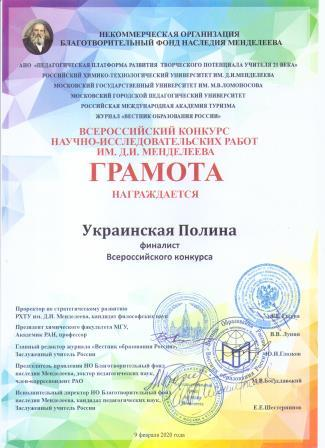 НЕКОММЕРЧЕСКАЯ ОРГАНИЗАЦИЯ
БЛАГОТВОРИТЕЛЬНЫЙ ФОНД НАСЛЕДИЯ МЕНДЕЛЕЕВА
АНО «ПЕДАГОГИЧЕСКАЯ ПЛАТФОРМА РАЗВИТИЯ ТВОРЧЕСКОГО ПОТЕНЦИАЛА УЧИТЕЛЯ 21 ВЕКА»
РОССИЙСКИЙ ХИМИКО-ТЕХНОЛОГИЧЕСКИЙ УНИВЕРСИТЕТ ИМ. Д.И.МЕНДЕЛЕЕВА
МОСКОВСКИЙ ГОСУДАРСТВЕННЫЙ УНИВЕРСИТЕТ ИМ. М.В.ЛОМОНОСОВА
МОСКОВСКИЙ ГОРОДСКОЙ ПЕДАГОГИЧЕСКИЙ УНИВЕРСИТЕТ
РОССИЙСКАЯ МЕЖДУНАРОДНАЯ АКАДЕМИЯ ТУРИЗМА
ЖУРНАЛ «ВЕСТНИК ОБРАЗОВАНИЯ РОССИИ»
ВСЕРОССИЙСКИЙ КОНКУРС
НАУЧНО-ИССЛЕДОВАТЕЛЬСКИХ РАБОТ
ИМ. Д.И. МЕНДЕЛЕЕВА
ГРАМОТА
НАГРАЖДАЕТСЯ
Украинская Полина
финалист
Всероссийского конкурса
Проректор по стратегическому развитию
РХТУ им. Д.И. Менделеева, кандидат философских наук
Президент химического факультета МГУ,
Академик РАН, профессор В.В. Лунин
Главный редактор журнала «Вестник образования России»,
Заслуженный учитель России
Председатель правления НО Благотворительный фонд
наследия Менделеева, доктор педагогических наук,
член-корреспондент РАО М.В.Богуславский
Исполнительный директор НО Благотворительный фонд
наследия Менделеева, кандидат педагогических наук,
Заслуженный учитель России Е.Е.Шестерников
9 февраля 2020 года